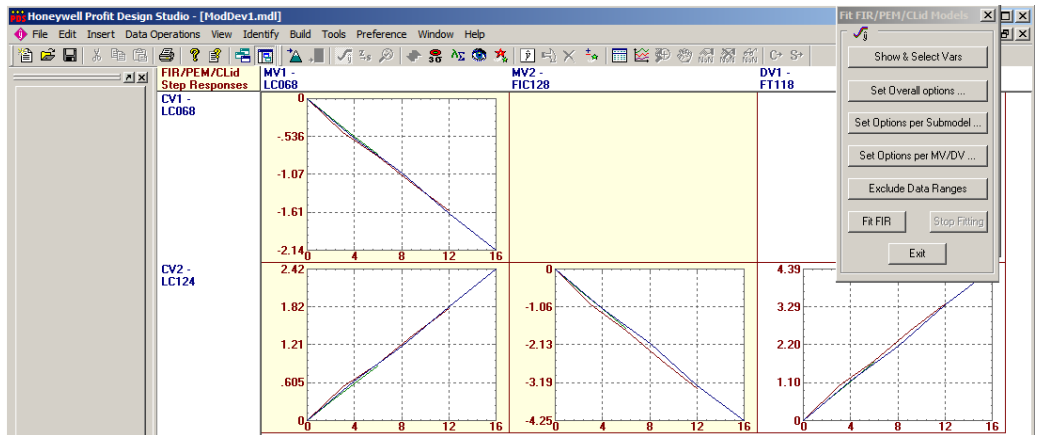 Honeywell Profit Design Studio - [ModDev1.mdl]
File Edit Insert Data Operations View Identify Build Tools Preference Window Help
FIR/PEM/CLid
Step Responses
MV1 -
LC068
MV2 -
FIC128
DV1 -
FT118
CV1 -
LC068
0
-.536
-1.07
-1.61
-2.14
0 4 8 12 16
CV2 -
LC124
2.42
1.82
1.21
.605
0
0 4 8 12 16
0
-1.06
-2.13
-3.19
-4.25
0 4 8 12 16
4.39
3.29
2.20
1.10
0
0 4 8 12 16
Fit FIR/PEM/CLid Models
Show & Select Vars
Set Overall options ...
Set Options per Submodel ...
Set Options per MV/DV ...
Exclude Data Ranges
Fit FIR Stop Fitting
Exit